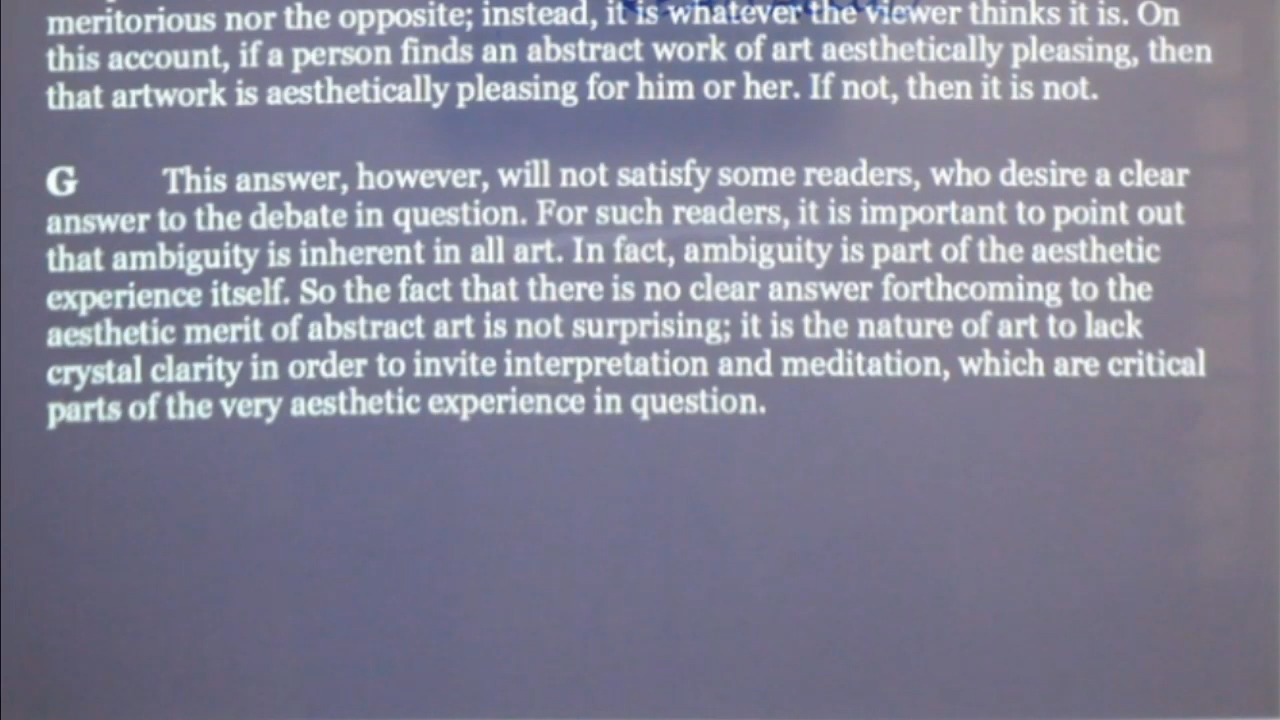 meritorious nor the opposite; instead, it is whatever the viewer thinks it is. On
this account, if a person finds an abstract work of art aesthetically pleasing, then
that artwork is aesthetically pleasing for him or her. If not, then it is not.
G This answer, however, will not satisfy some readers, who desire a clear
answer to the debate in question. For such readers, it is important to point out
that ambiguity is inherent in all art. In fact, ambiguity is part of the aesthetic
experience itself. So the fact that there is no clear answer forthcoming to the
aesthetic merit of abstract art is not surprising; it is the nature of art to lack
crystal clarity in order to invite interpretation and meditation, which are critical
parts of the very aesthetic experience in question.